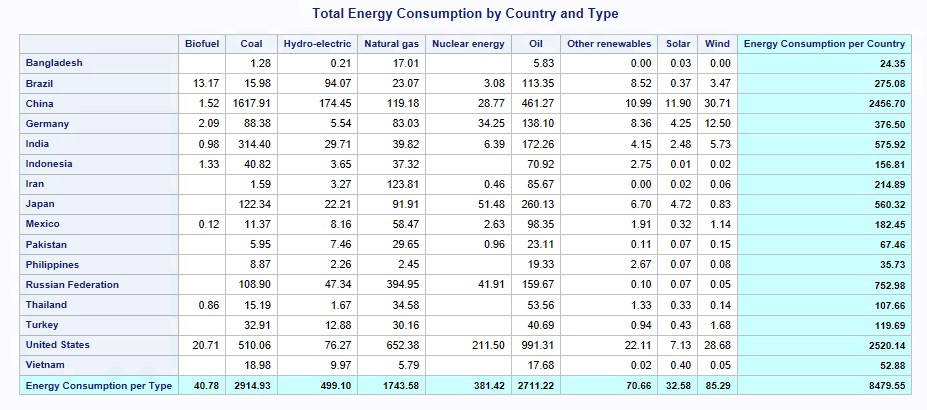 Total Energy Consumption by Country and Type
Biofuel Coal Hydro-electric Natural gas Nuclear energy Oil Other renewables Solar Wind Energy Consumption per Country
Bangladesh 1.28 0.21 17.01 5.83 0.00 0.03 0.00 24.35
Brazil 13.17 15.98 94.07 23.07 3.08 113.35 8.52 0.37 3.47 275.08
China 1.52 1617.91 174.45 119.18 28.77 461.27 10.99 11.90 30.71 2456.70
Germany 2.09 88.38 5.54 83.03 34.25 138.10 8.36 4.25 12.50 376.50
India 0.98 314.40 29.71 39.82 6.39 172.26 4.15 2.48 5.73 575.92
Indonesia 1.33 40.82 3.65 37.32 70.92 2.75 0.01 0.02 156.81
Iran 1.59 3.27 123.81 0.46 85.67 0.00 0.02 0.06 214.89
Japan 122.34 22.21 91.91 51.48 260.13 6.70 4.72 0.83 560.32
Mexico 0.12 11.37 8.16 58.47 2.63 98.35 1.91 0.32 1.14 182.45
Pakistan 5.95 7.46 29.65 0.96 23.11 0.11 0.07 0.15 67.46
Philippines 8.87 2.26 2.45 19.33 2.67 0.07 0.08 35.73
Russian Federation 108.90 47.34 394.95 41.91 159.67 0.10 0.07 0.05 752.98
Thailand 0.86 15.19 1.67 34.58 53.56 1.33 0.33 0.14 107.66
Turkey 32.91 12.88 30.16 40.69 0.94 0.43 1.68 119.69
United States 20.71 510.06 76.27 652.38 211.50 991.31 22.11 7.13 28.68 2520.14
Vietnam 18.98 9.97 5.79 17.68 0.02 0.40 0.05 52.88
Energy Consumption per Type 40.78 2914.93 499.10 1743.58 381.42 2711.22 70.66 32.58 85.29 8479.55